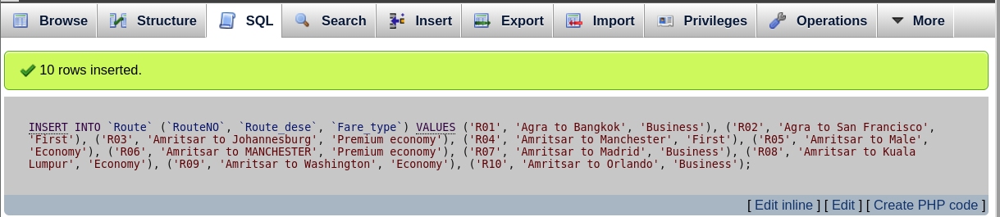 Browse Structure SQL Search Insert Export Import Privileges Operations More
10 rows inserted.
INSERT INTO `Route` (`RouteNO`, `Route_dese`, `Fare_type`) VALUES ('R01', 'Agra to Bangkok', 'Business'), ('R02', 'Agra to San Francisco',
'First'), ('R03', 'Amritsar to Johannesburg', 'Premium economy'), ('R04', 'Amritsar to Manchester', 'First'), ('R05', 'Amritsar to Male',
'Economy'), ('R06', 'Amritsar to MANCHESTER', 'Premium economy'), ('R07', 'Amritsar to Madrid', 'Business'), ('R08', 'Amritsar to Kuala
Lumpur', 'Economy'), ('R09', 'Amritsar to Washington', 'Economy'), ('R10', 'Amritsar to Orlando', 'Business');
[ Edit inline ] [ Edit ] [ Create PHP code ]